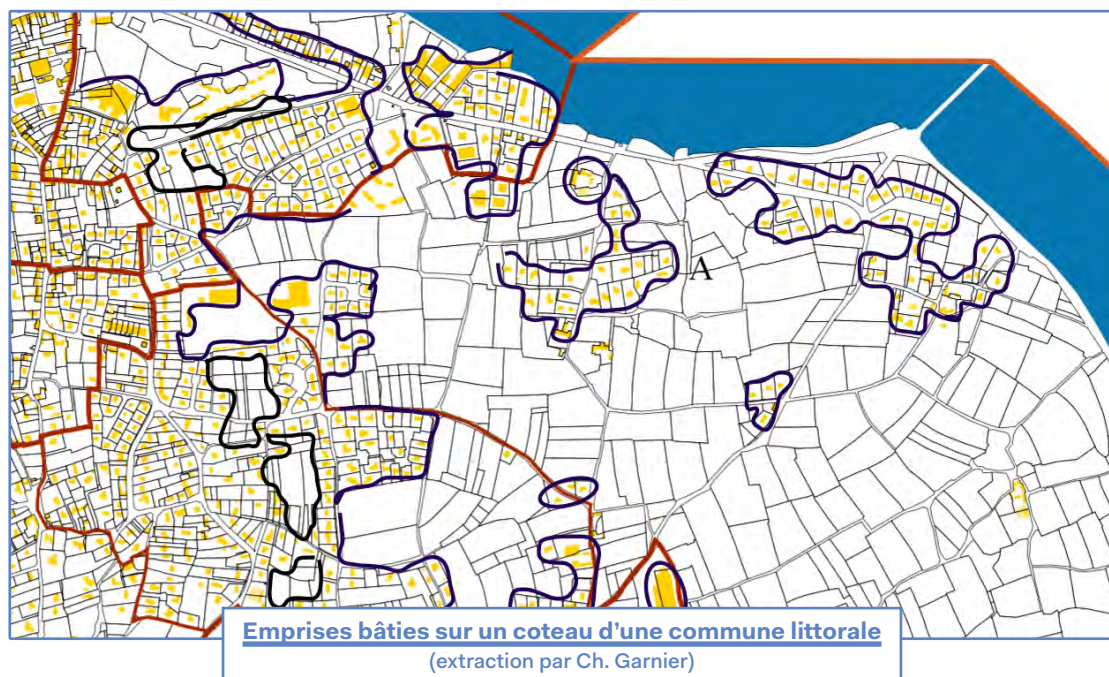 A
Emprises bâties sur un coteau d'une commune littorale
(extraction par Ch. Garnier)